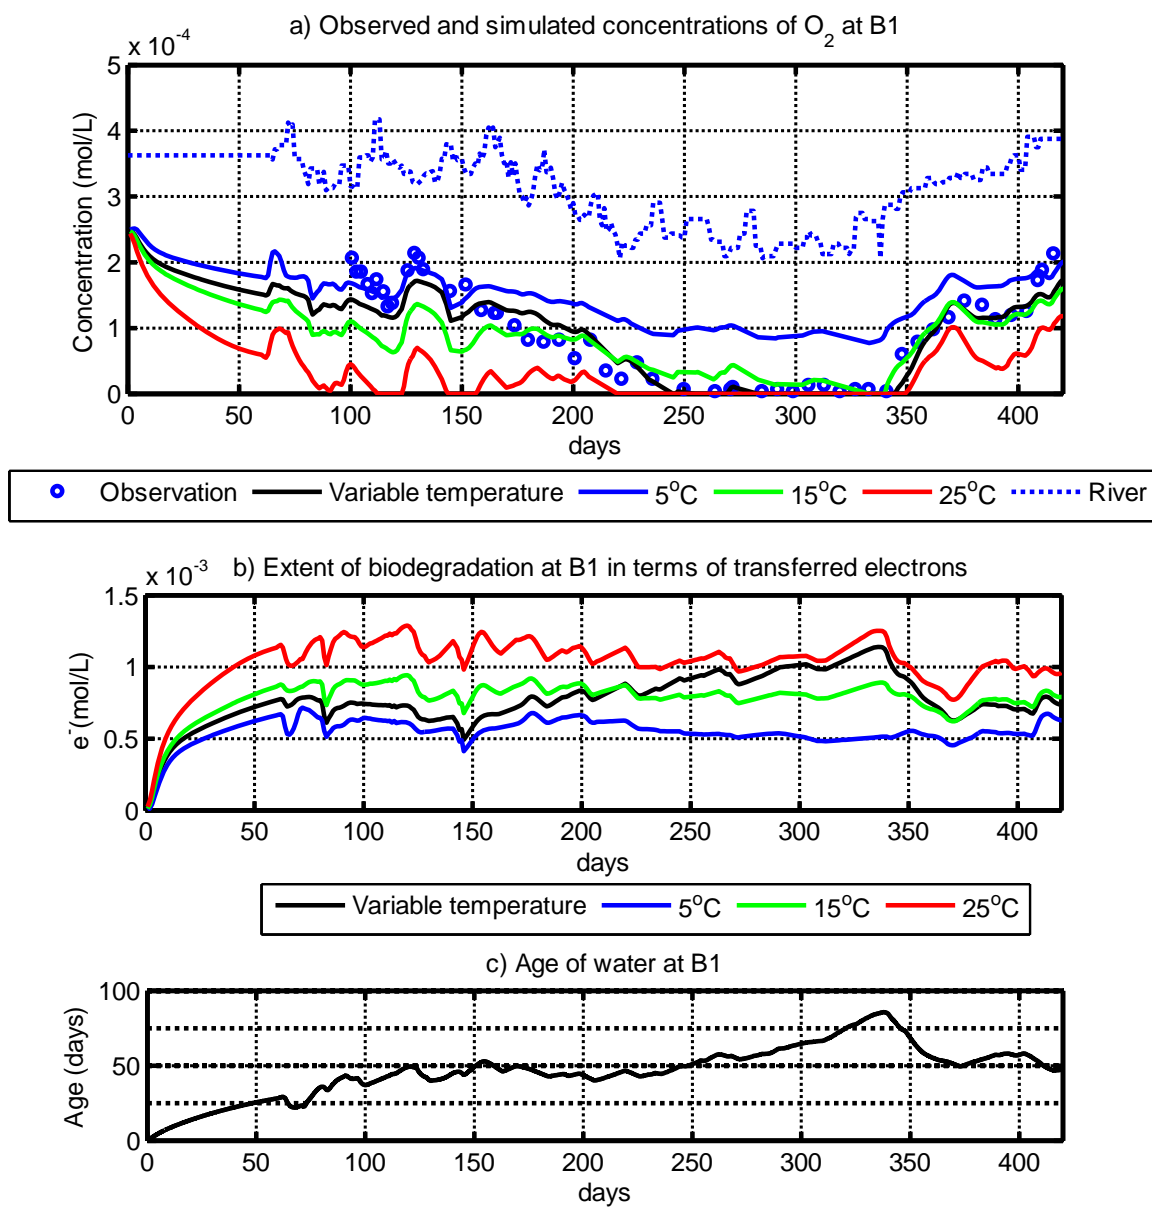 a) Observed and simulated concentrations of O2 at B1
x 10-4
5
4
3
2
1
0
Concentration (mol/L)
0 50 100 150 200 250 300 350 400
days
Observation Variable temperature 5oC 15oC 25oC River
x 10-3 b) Extent of biodegradation at B1 in terms of transferred electrons
1.5
1
0.5
0
e- (mol/L)
0 50 100 150 200 250 300 350 400
days
Variable temperature 5oC 15oC 25oC
c) Age of water at B1
100
50
0
Age (days)
0 50 100 150 200 250 300 350 400
days